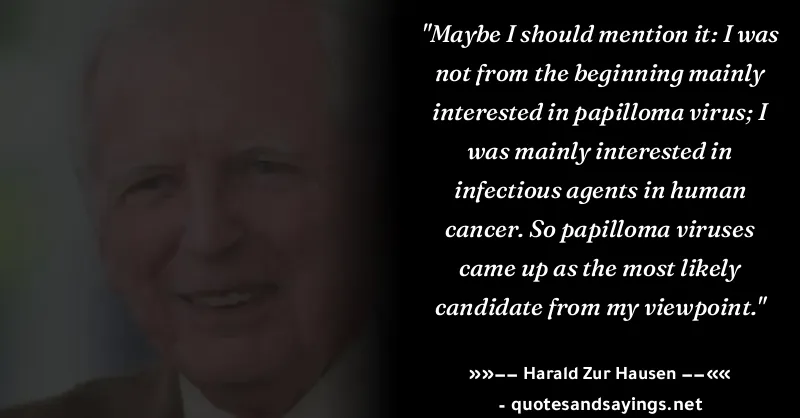 "Maybe I should mention it: I was
not from the beginning mainly
interested in papilloma virus; I
was mainly interested in
infectious agents in human
cancer. So papilloma viruses
came up as the most likely
candidate from my viewpoint."
»»–– Harald Zur Hausen ––««
- quotesandsayings.net